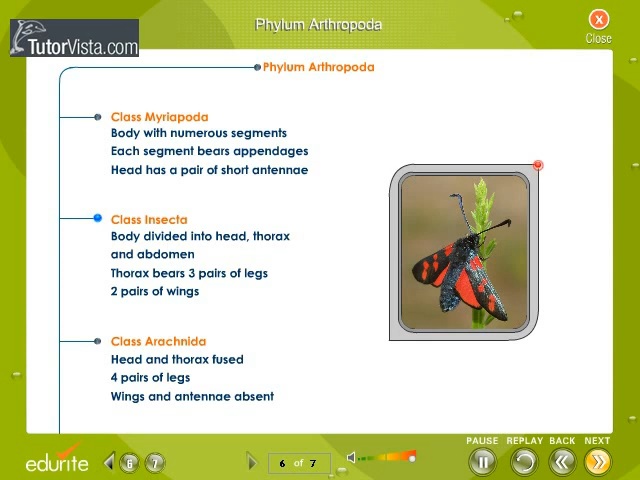 Phylum Arthropoda
x
Close
TutorVista.com
Phylum Arthropoda
Class Myriapoda
Body with numerous segments
Each segment bears appendages
Head has a pair of short antennae
Class Insecta
Body divided into head, thorax
and abdomen
Thorax bears 3 pairs of legs
2 pairs of wings
Class Arachnida
Head and thorax fused
4 pairs of legs
Wings and antennae absent
PAUSE REPLAY BACK NEXT
edurite
6 7
6 of 7